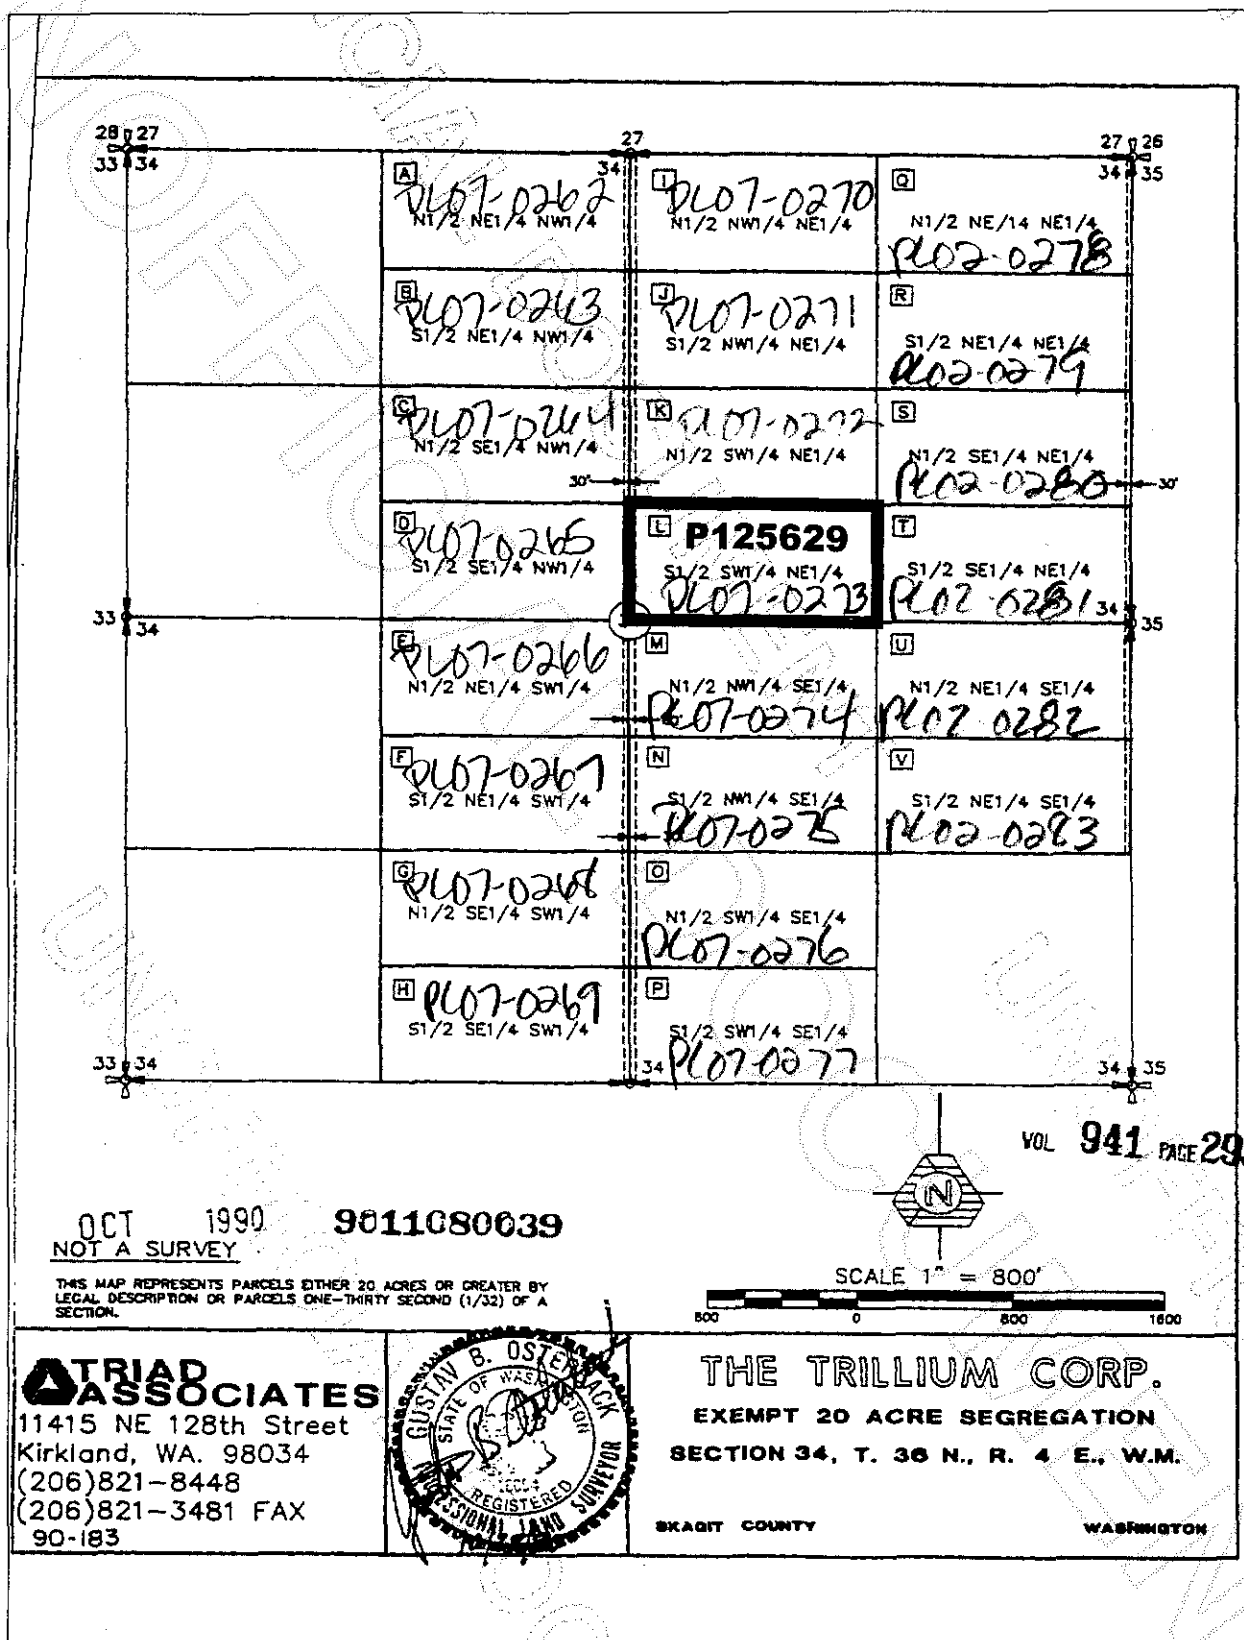 28 27
33 34
27
34
27 26
34 35
A
PL07-0262
N1/2 NE1/4 NW1/4
I
PL07-0270
N1/2 NW1/4 NE1/4
Q
N1/2 NE/14 NE1/4
PL02-0278
B
PL07-0263
S1/2 NE1/4 NW1/4
J
PL07-0271
S1/2 NW1/4 NE1/4
R
S1/2 NE1/4 NE1/4
PL02-0279
C
PL07-0264
N1/2 SE1/4 NW1/4
K
PL07-0272
N1/2 SW1/4 NE1/4
S
N1/2 SE1/4 NE1/4
PL02-0280
30'
30'
D
PL07-0265
S1/2 SE1/4 NW1/4
L
P125629
S1/2 SW1/4 NE1/4
PL07-0273
T
S1/2 SE1/4 NE1/4
PL07-0281
33
34
34
35
E
PL07-0266
N1/2 NE1/4 SW1/4
M
N1/2 NW1/4 SE1/4
PL07-0274
U
N1/2 NE1/4 SE1/4
PL07 0282
F
PL07-0267
S1/2 NE1/4 SW1/4
N
S1/2 NW1/4 SE1/4
PL07-0275
V
S1/2 NE1/4 SE1/4
PL02-0283
G
PL07-0268
N1/2 SE1/4 SW1/4
O
N1/2 SW1/4 SE1/4
PL07-0276
H
PL07-0269
S1/2 SE1/4 SW1/4
P
S1/2 SW1/4 SE1/4
PL07-0277
33 34
34
34 35
VOL 941 PAGE
N
OCT 1990 9011080039
NOT A SURVEY
THIS MAP REPRESENTS PARCELS EITHER 20 ACRES OR GREATER BY
LEGAL DESCRIPTION OR PARCELS ONE-THIRTY SECOND (1/32) OF A
SECTION.
SCALE 1" = 800'
800 0 800 1600
TRIAD
ASSOCIATES
11415 NE 128th Street
Kirkland, WA. 98034
(206)821-8448
(206)821-3481 FAX
90-183
GUSTAV B. OSTERBACK
STATE OF WASHINGTON
REGISTERED
PROFESSIONAL LAND SURVEYOR
THE TRILLIUM CORP.
EXEMPT 20 ACRE SEGREGATION
SECTION 34, T. 36 N., R. 4 E., W.M.
SKAGIT COUNTY WASHINGTON